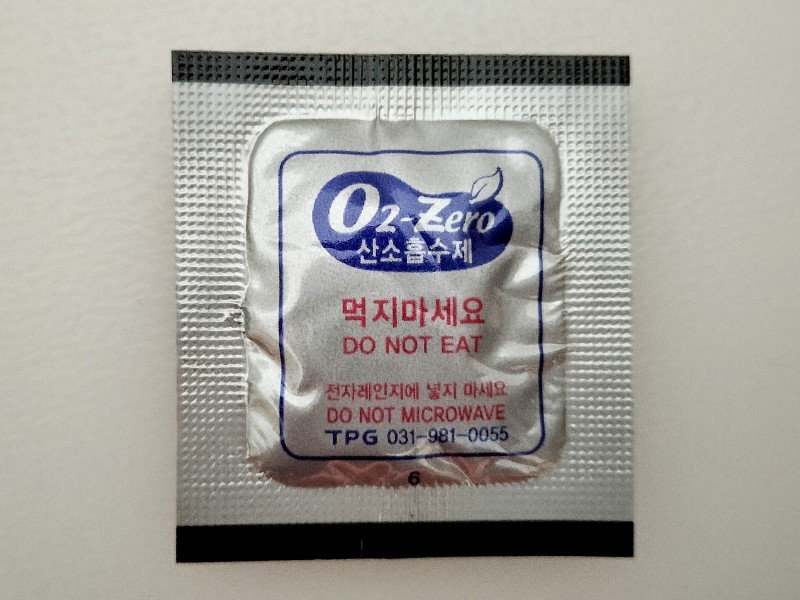 O2-Zero
산소흡수제
먹지마세요
DO NOT EAT
전자레인지에 넣지 마세요
DO NOT MICROWAVE
TPG 031-981-0055
6